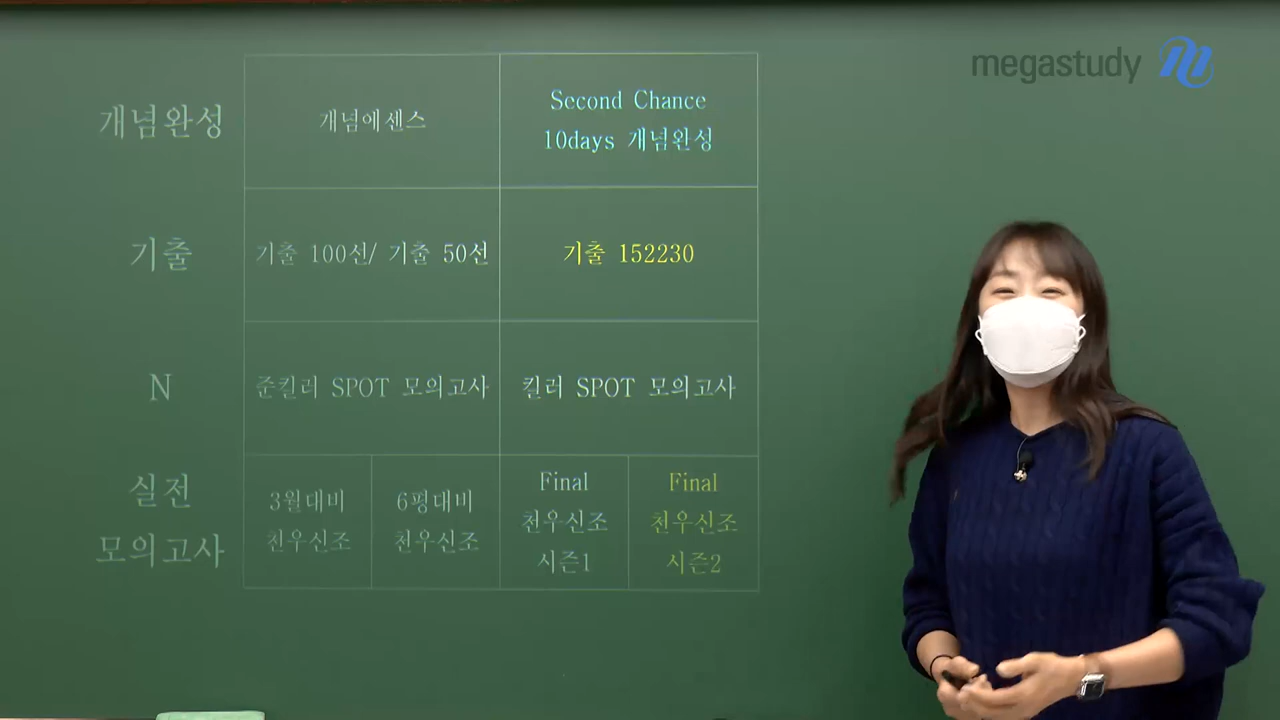 megastudy
개념완성
개념에센스
Second Chance
10days 개념완성
기출
기출 100선/ 기출 50선
기출 152230
N
준킬러 SPOT 모의고사
킬러 SPOT 모의고사
실전
모의고사
3월대비
천우신조
6평대비
천우신조
Final
천우신조
시즌1
Final
천우신조
시즌2